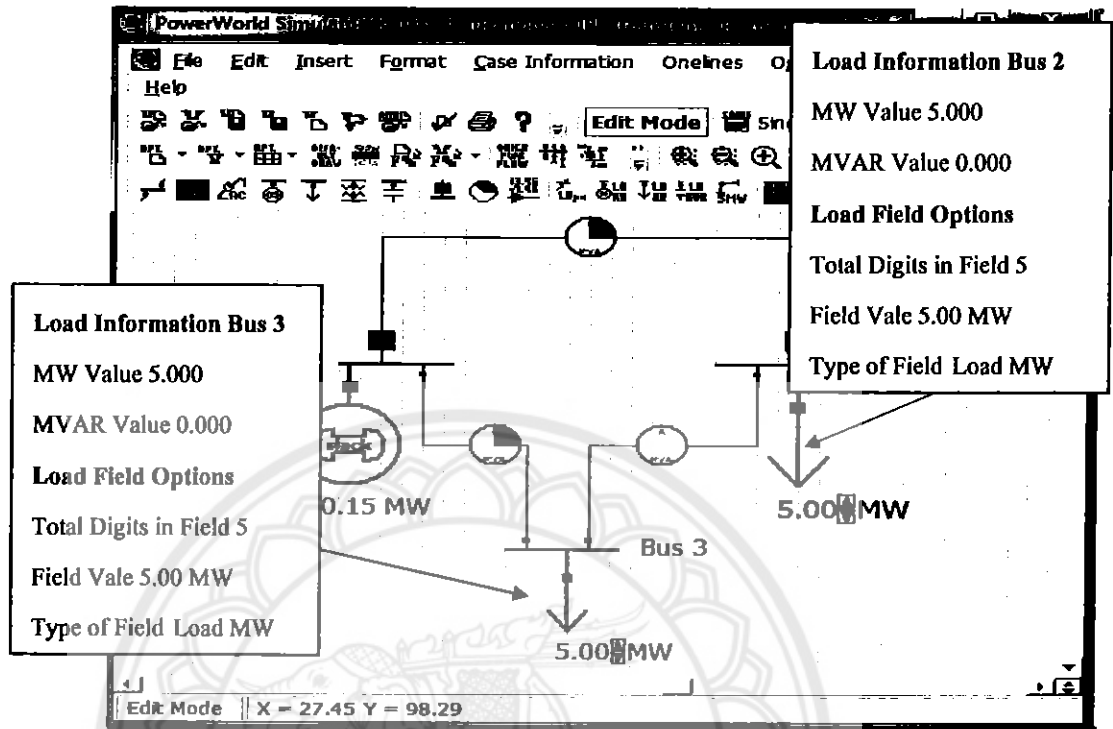 PowerWorld
File Edit Insert Format Case Information Onelines
Help
Edit Mode
Load Information Bus 2
MW Value 5.000
MVAR Value 0.000
Load Field Options
Total Digits in Field 5
Field Vale 5.00 MW
Type of Field Load MW
Load Information Bus 3
MW Value 5.000
MVAR Value 0.000
Load Field Options
Total Digits in Field 5
Field Vale 5.00 MW
Type of Field Load MW
slack
0.15 MW
5.00 MW
Bus 3
5.00 MW
Edit Mode X = 27.45 Y = 98.29